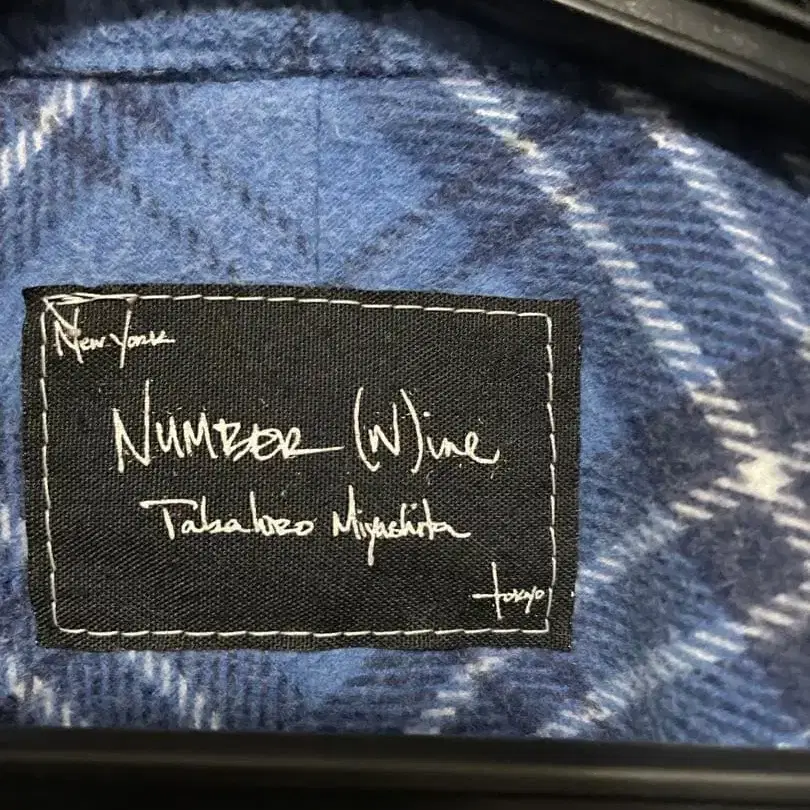 New York
NUMBER (N)ine
Takahiro Miyashita
tokyo